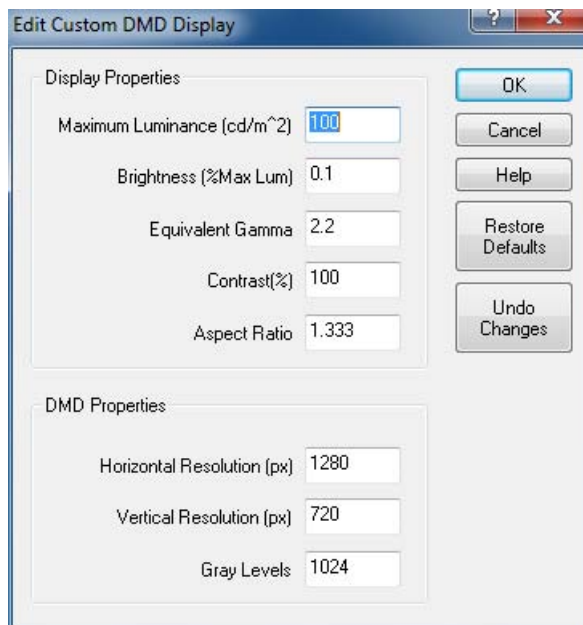 Edit Custom DMD Display
?
X
Display Properties
Maximum Luminance (cd/m^2) 100
Brightness (%Max Lum) 0.1
Equivalent Gamma 2.2
Contrast(%) 100
Aspect Ratio 1.333
OK
Cancel
Help
Restore
Defaults
Undo
Changes
DMD Properties
Horizontal Resolution (px) 1280
Vertical Resolution (px) 720
Gray Levels 1024